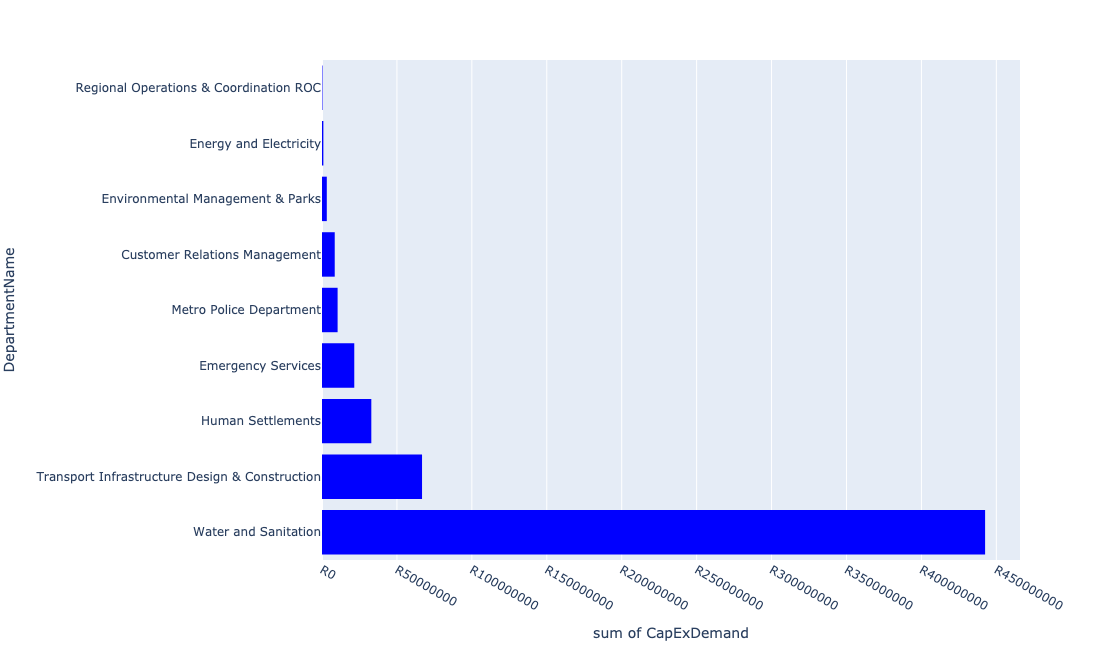 DepartmentName
Regional Operations & Coordination ROC
Energy and Electricity
Environmental Management & Parks
Customer Relations Management
Metro Police Department
Emergency Services
Human Settlements
Transport Infrastructure Design & Construction
Water and Sanitation
R0
R50000000
R100000000
R150000000
R200000000
R250000000
R300000000
R350000000
R400000000
R450000000
sum of CapExDemand